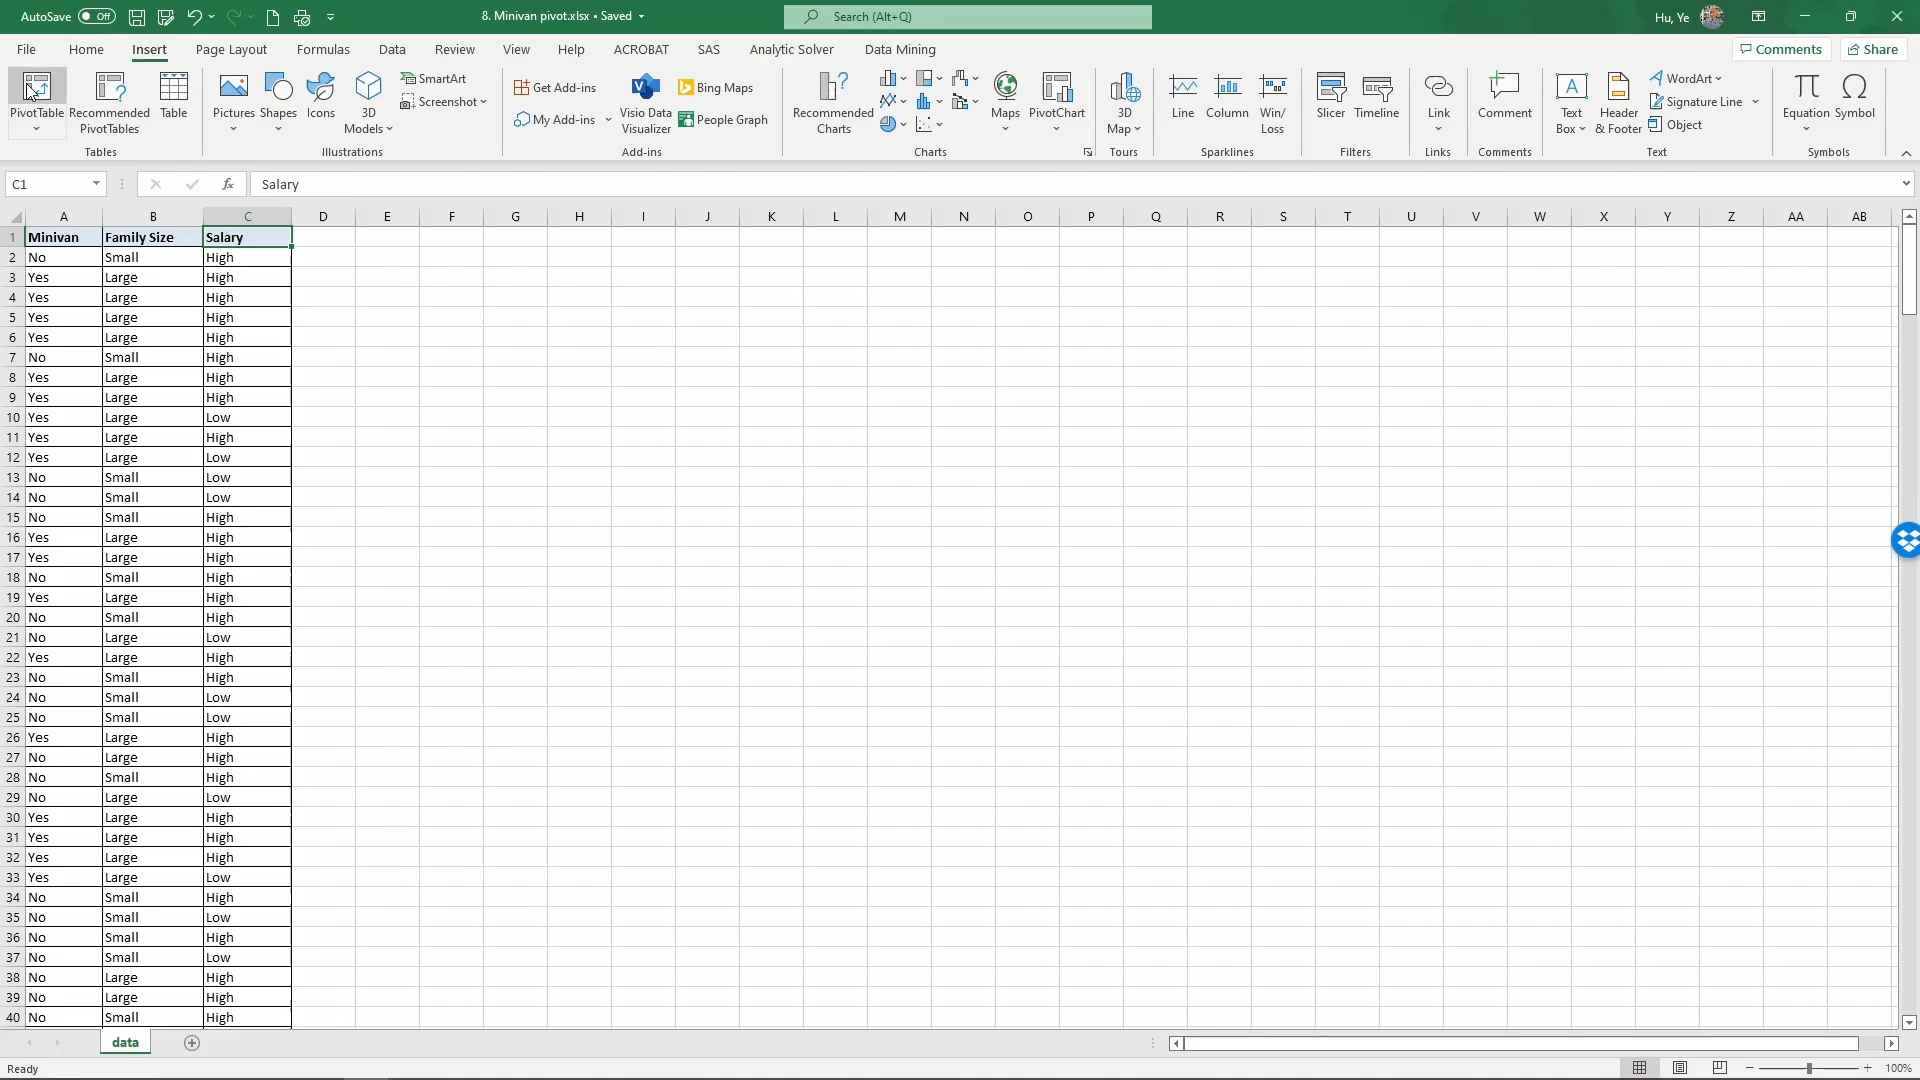 AutoSave Off 8. Minivan pivot.xlsx • Saved Search (Alt+Q) Hu, Ye
File Home Insert Page Layout Formulas Data Review View Help ACROBAT SAS Analytic Solver Data Mining Comments Share
PivotTable Recommended PivotTables Table
Tables
Pictures Shapes Icons 3D Models SmartArt Screenshot
Illustrations
Get Add-ins My Add-ins Visio Data Visualizer Bing Maps People Graph
Add-ins
Recommended Charts Maps PivotChart
Charts
3D Map
Tours
Line Column Win/ Loss
Sparklines
Slicer Timeline
Filters
Link
Links
Comment
Comments
Text Box Header & Footer WordArt Signature Line Object
Text
Equation Symbol
Symbols
C1 fx Salary
A B C D E F G H I J K L M N O P Q R S T U V W X Y Z AA AB
1 Minivan Family Size Salary
2 No Small High
3 Yes Large High
4 Yes Large High
5 Yes Large High
6 Yes Large High
7 No Small High
8 Yes Large High
9 Yes Large High
10 Yes Large Low
11 Yes Large High
12 Yes Large Low
13 No Small Low
14 No Small Low
15 No Small High
16 Yes Large High
17 Yes Large High
18 No Small High
19 Yes Large High
20 No Small High
21 No Large Low
22 Yes Large High
23 No Small High
24 No Small Low
25 No Small Low
26 Yes Large High
27 No Large High
28 No Small High
29 No Large Low
30 Yes Large High
31 Yes Large High
32 Yes Large High
33 Yes Large Low
34 No Small High
35 No Small Low
36 No Small High
37 No Small Low
38 No Large High
39 No Large High
40 No Small High
data
Ready 100%